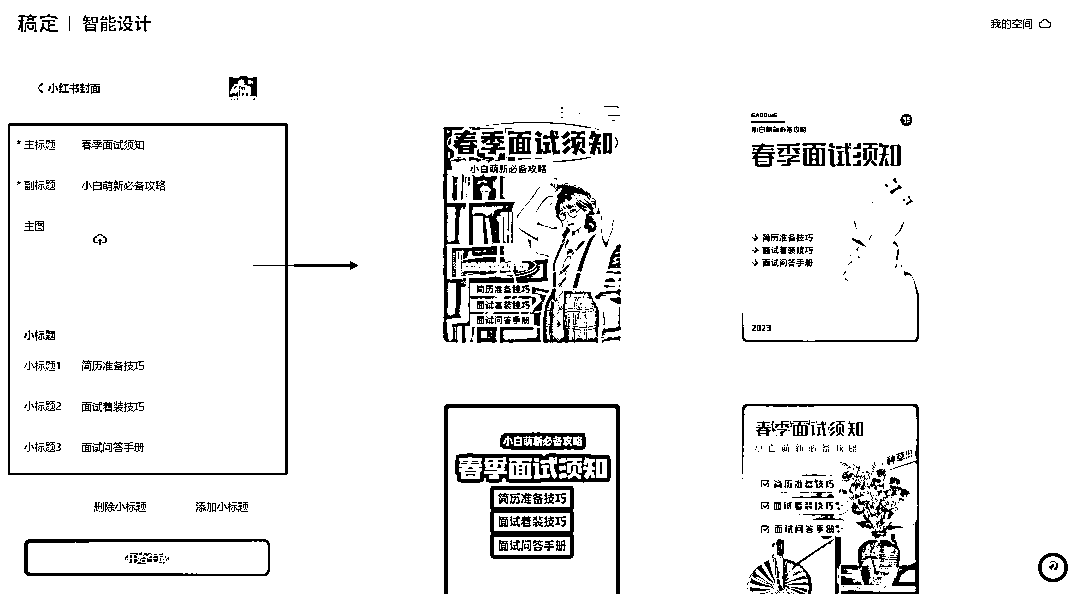 稿定 | 智能设计
我的空间
小红书封面
* 主标题 春季面试须知
* 副标题 小白萌新必备攻略
主图
小标题
小标题1 简历准备技巧
小标题2 面试着装技巧
小标题3 面试问答手册
删除小标题 添加小标题
开始生成
春季面试须知
小白萌新必备攻略
简历准备技巧
面试着装技巧
面试问答手册
小白萌新必备攻略
春季面试须知
简历准备技巧
面试着装技巧
面试问答手册
2023
小白萌新必备攻略
春季面试须知
简历准备技巧
面试着装技巧
面试问答手册
春季面试须知
小白萌新必备攻略
简历准备技巧
面试着装技巧
面试问答手册